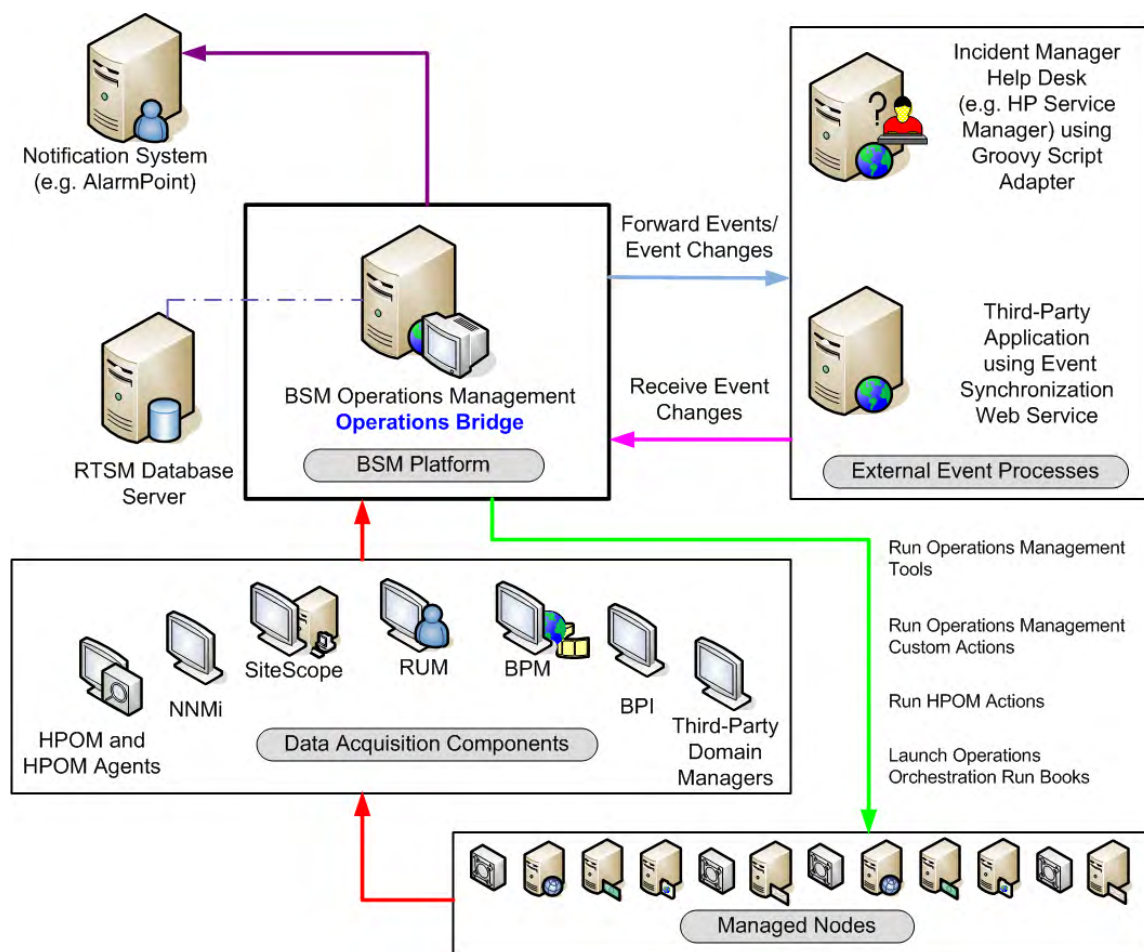 Notification System
(e.g. AlarmPoint)
Incident Manager
Help Desk
(e.g. HP Service
Manager) using
Groovy Script
Adapter
Forward Events/
Event Changes
BSM Operations Management
Operations Bridge
BSM Platform
RTSM Database
Server
Receive Event
Changes
Third-Party
Application
using Event
Synchronization
Web Service
External Event Processes
Run Operations Management
Tools
Run Operations Management
Custom Actions
Run HPOM Actions
Launch Operations
Orchestration Run Books
HPOM and
HPOM Agents
NNMi
SiteScope
RUM
BPM
BPI
Third-Party
Domain
Managers
Data Acquisition Components
Managed Nodes